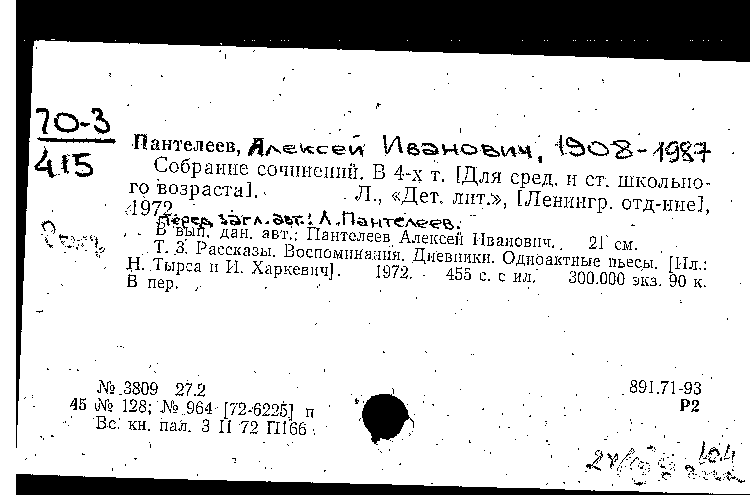 70-3
415
Пантелеев, Алексей Иванович, 1908-1987
Собрание сочинений. В 4-х т. [Для сред. и ст. школьно-
го возраста]. Л., «Дет. лит.», [Ленингр. отд-ние],
1972.
Перед загл. авт.: Л. Пантелеев.
В вып. дан. авт.: Пантелеев Алексей Иванович. 21 см.
Т. 3. Рассказы. Воспоминания. Дневники. Одноактные пьесы. [Ил.:
Н. Тырса и И. Харкевич]. 1972. 455 с. с ил. 300.000 экз. 90 к.
В пер.
№ 3809 27.2
891.71-93
45 № 128; № 964 [72-6225] п
Р2
Вс. кн. пал. 3 II 72 П166